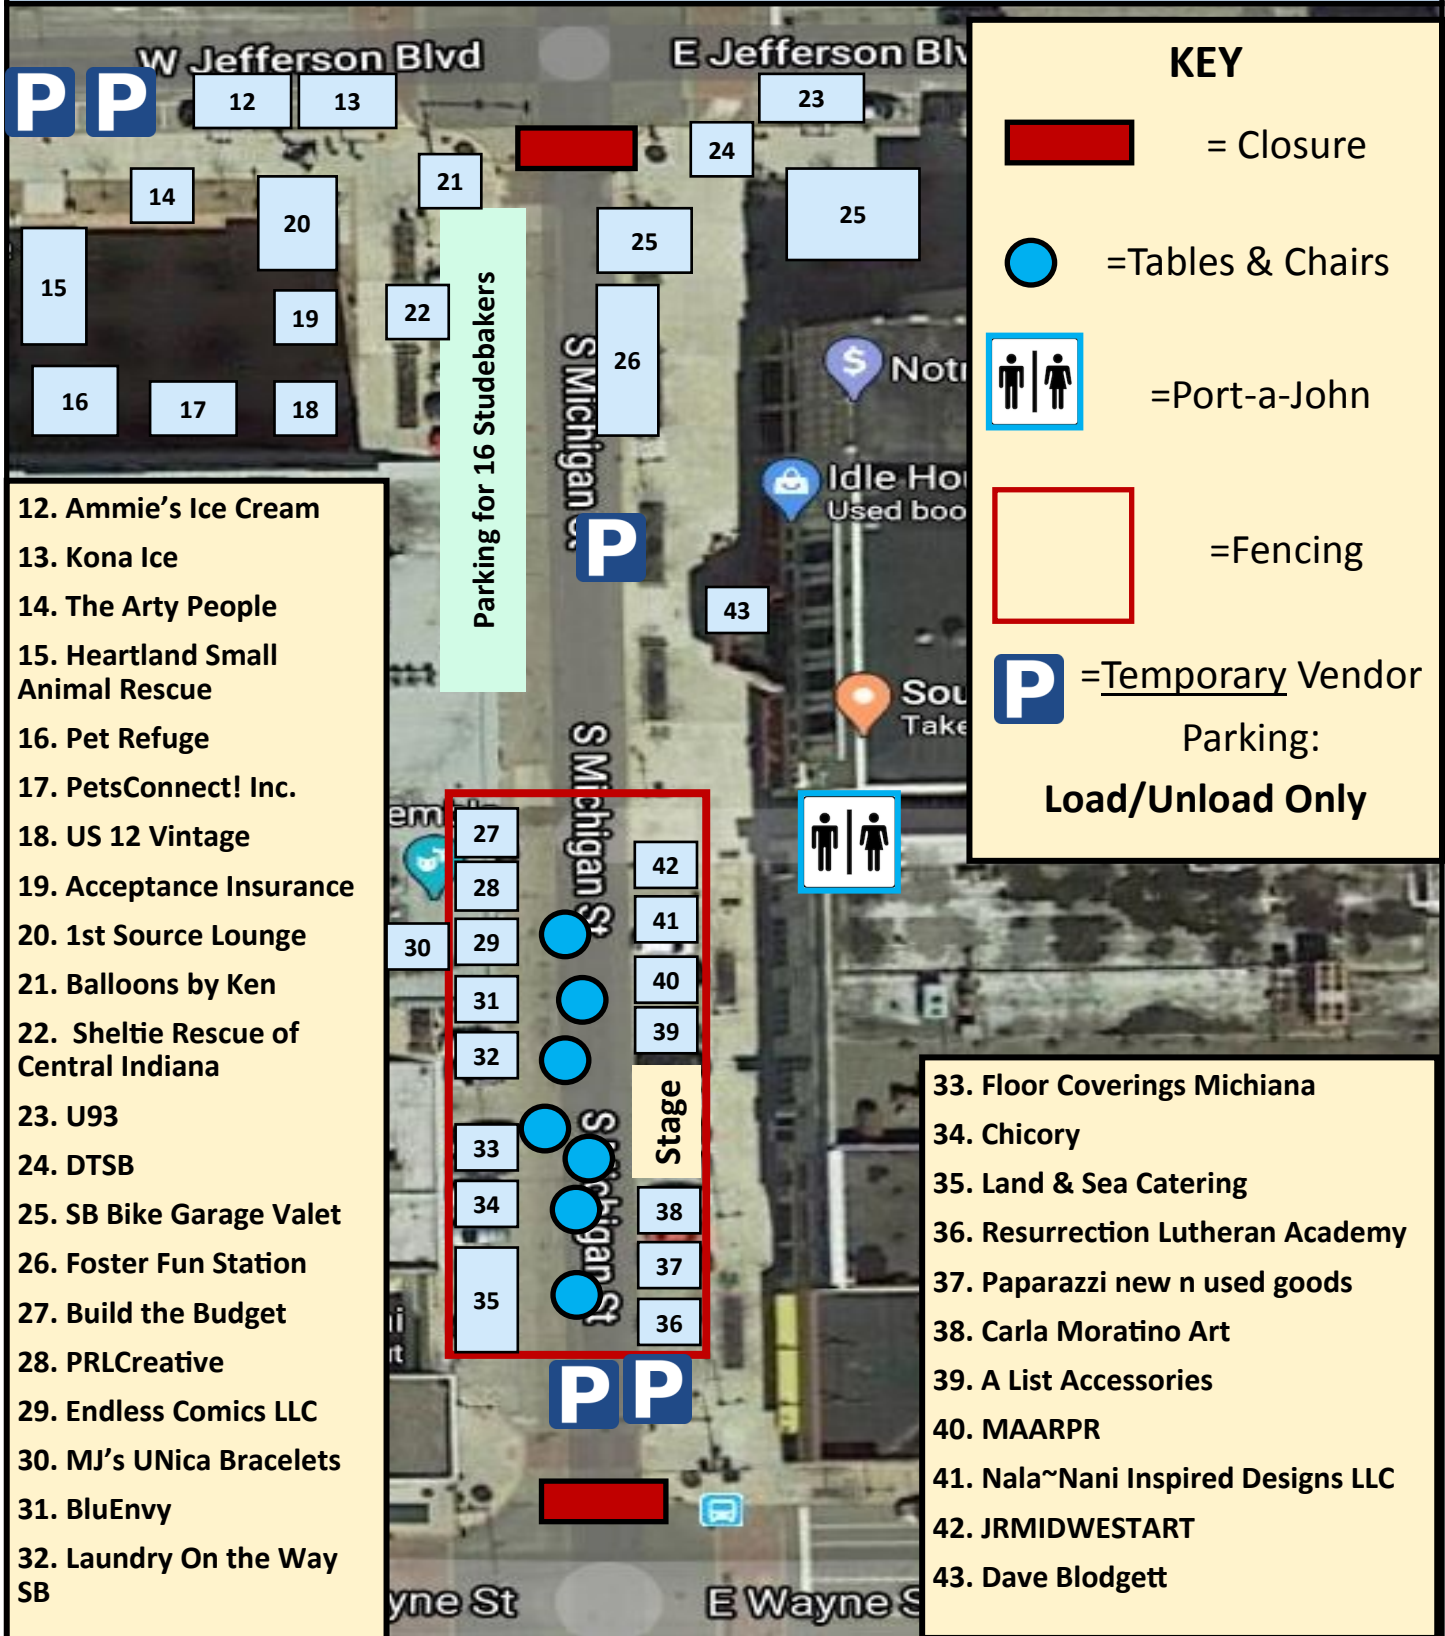 W Jefferson Blvd
E Jefferson Blv
P P
12
13
23
24
14
21
20
25
25
15
19
22
26
16
17
18
Parking for 16 Studebakers
S Michigan
Notr
Idle Hou
Used boo
P
43
Sou
Take
S Michigan St
27
28
29
30
31
32
33
34
35
42
41
40
39
Stage
38
37
36
S Michigan St
P P
yne St
E Wayne S
KEY
= Closure
=Tables & Chairs
=Port-a-John
=Fencing
P =Temporary Vendor
Parking:
Load/Unload Only
12. Ammie's Ice Cream
13. Kona Ice
14. The Arty People
15. Heartland Small
Animal Rescue
16. Pet Refuge
17. PetsConnect! Inc.
18. US 12 Vintage
19. Acceptance Insurance
20. 1st Source Lounge
21. Balloons by Ken
22. Sheltie Rescue of
Central Indiana
23. U93
24. DTSB
25. SB Bike Garage Valet
26. Foster Fun Station
27. Build the Budget
28. PRLCreative
29. Endless Comics LLC
30. MJ's UNica Bracelets
31. BluEnvy
32. Laundry On the Way
SB
33. Floor Coverings Michiana
34. Chicory
35. Land & Sea Catering
36. Resurrection Lutheran Academy
37. Paparazzi new n used goods
38. Carla Moratino Art
39. A List Accessories
40. MAARPR
41. Nala~Nani Inspired Designs LLC
42. JRMIDWESTART
43. Dave Blodgett